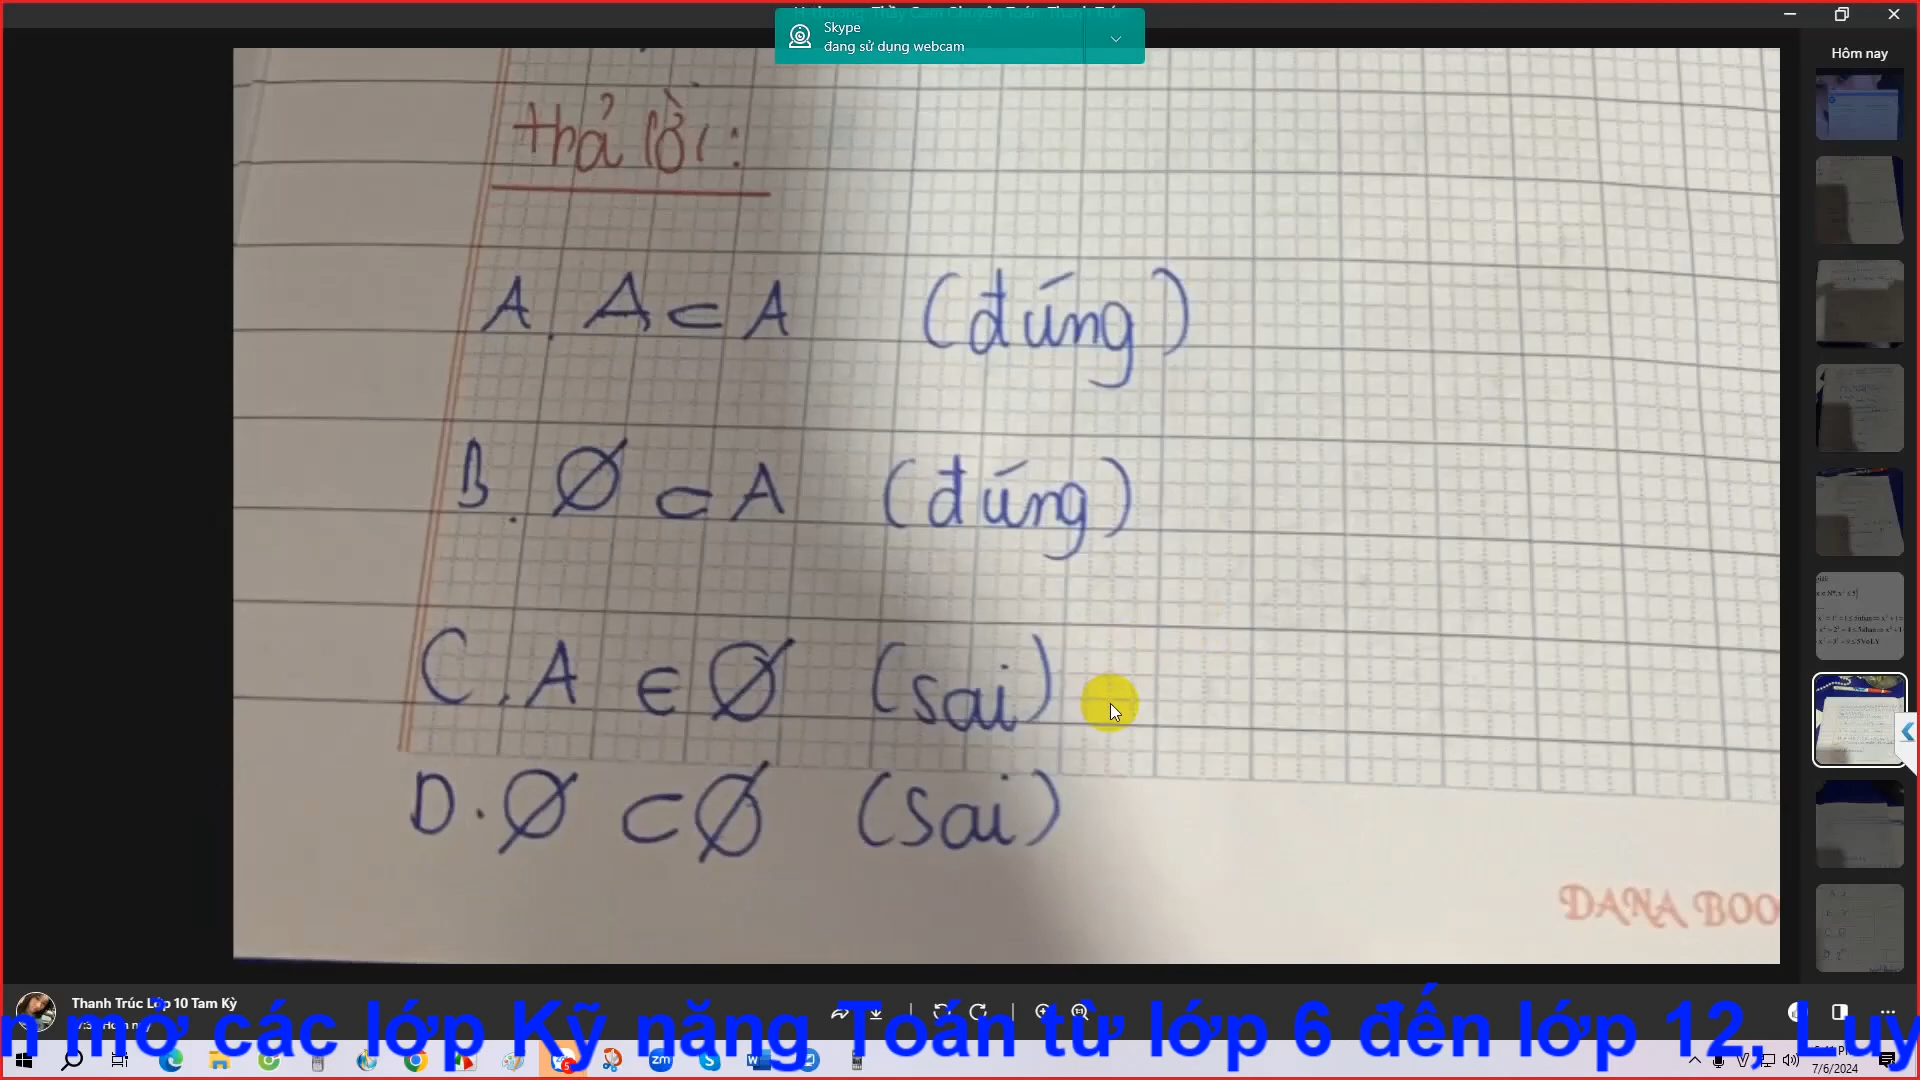 Skype
đang sử dụng webcam
Hôm nay
thả lời:
A. A ⊂ A (đúng)
B. Ø ⊂ A (đúng)
C. A ∈ Ø (sai)
D. Ø ⊂ Ø (sai)
DANA BOO
Thanh Trúc Lớp 10 Tam Kỳ
n mở các lớp Kỹ năng Toán từ lớp 6 đến lớp 12, Luy
7/6/2024